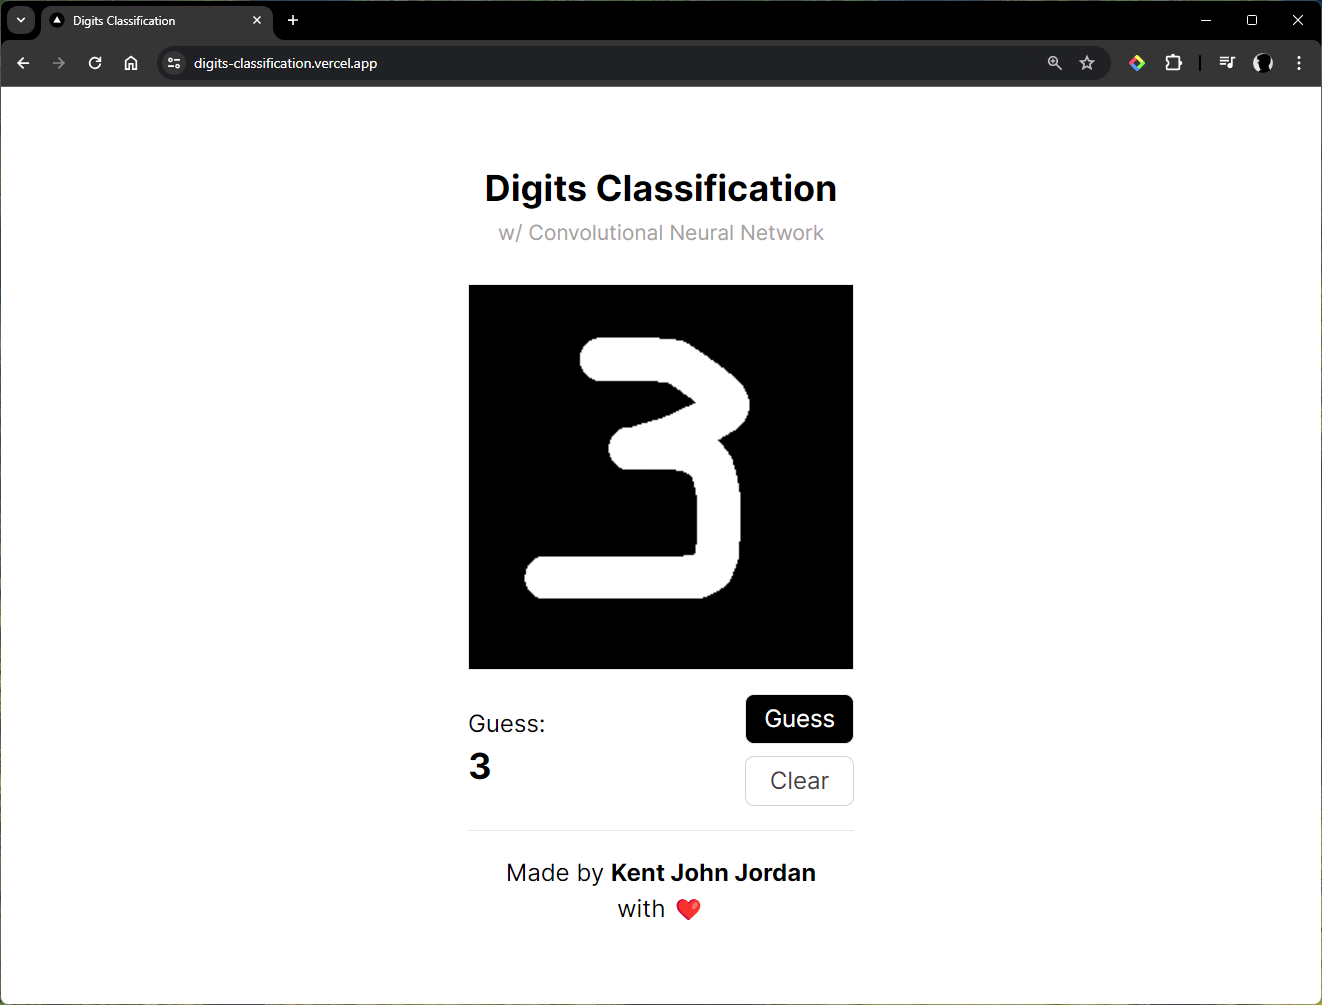 Digits Classification
digits-classification.vercel.app
Digits Classification
w/ Convolutional Neural Network
3
Guess:
Guess
3
Clear
Made by Kent John Jordan
with ❤️